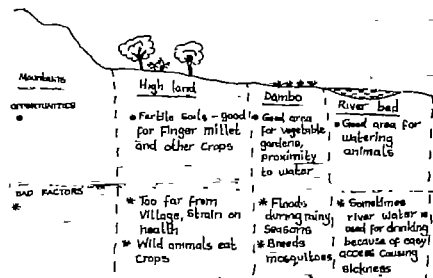 Mountains
High land
Dambo
River bed
OPPORTUNITIES
• Fertile soils - good
for Finger millet
and other crops
• Good area
for vegetable
gardens,
proximity
to water
• Good area for
watering
animals
BAD FACTORS
* Too far from
Village, Strain on
health
* Wild animals eat
crops
* Floods
during rainy
seasons
* Breeds
mosquitoes
* Sometimes
river water is
used for drinking
because of easy
access causing
sickness